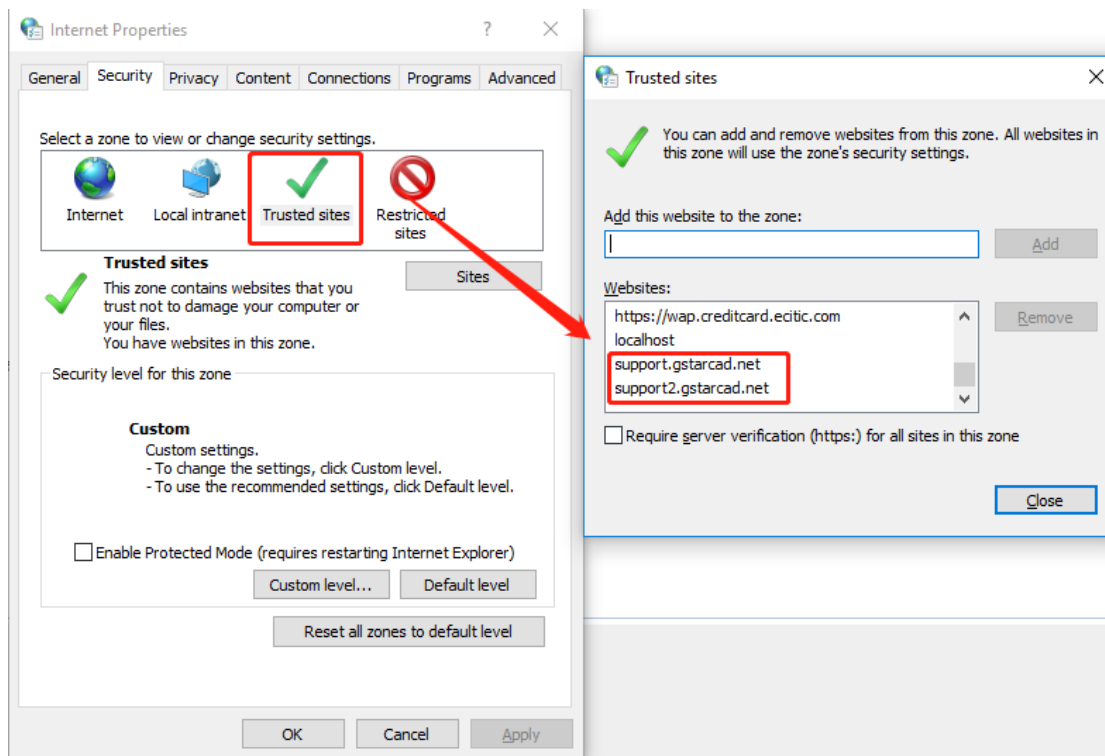 Internet Properties
?
General Security Privacy Content Connections Programs Advanced
Select a zone to view or change security settings.
Internet
Local intranet
Trusted sites
Restricted
sites
Trusted sites
Sites
This zone contains websites that you
trust not to damage your computer or
your files.
You have websites in this zone.
Security level for this zone
Custom
Custom settings.
- To change the settings, click Custom level.
- To use the recommended settings, click Default level.
Enable Protected Mode (requires restarting Internet Explorer)
Custom level...
Default level
Reset all zones to default level
OK
Cancel
Apply
Trusted sites
You can add and remove websites from this zone. All websites in
this zone will use the zone's security settings.
Add this website to the zone:
Add
Websites:
https://wap.creditcard.ecitic.com
localhost
support.gstarcad.net
support2.gstarcad.net
Remove
Require server verification (https:) for all sites in this zone
Close